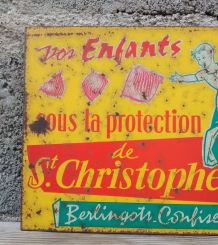 vos Enfants
sous la protection
de
St. Christophe
Berlingots. Confise